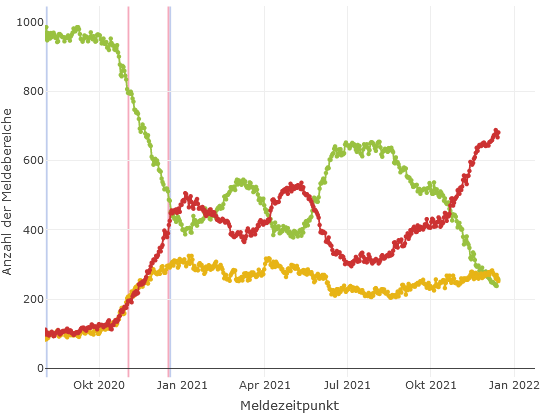 1000
800
600
400
200
0
Anzahl der Meldebereiche
Okt 2020
Jan 2021
Apr 2021
Jul 2021
Okt 2021
Jan 2022
Meldezeitpunkt